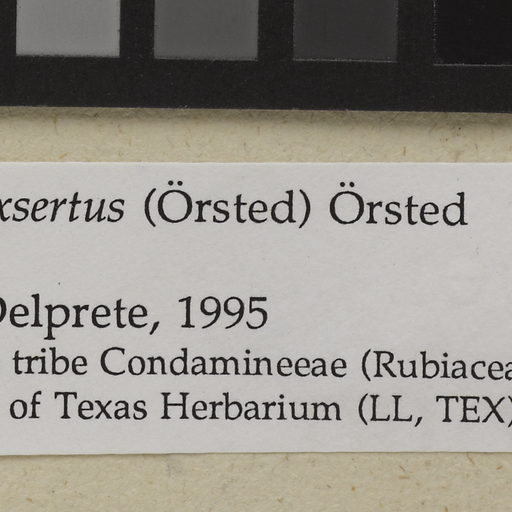 xsertus (Örsted) Örsted
Delprete, 1995
tribe Condamineeae (Rubiacea
of Texas Herbarium (LL, TEX)